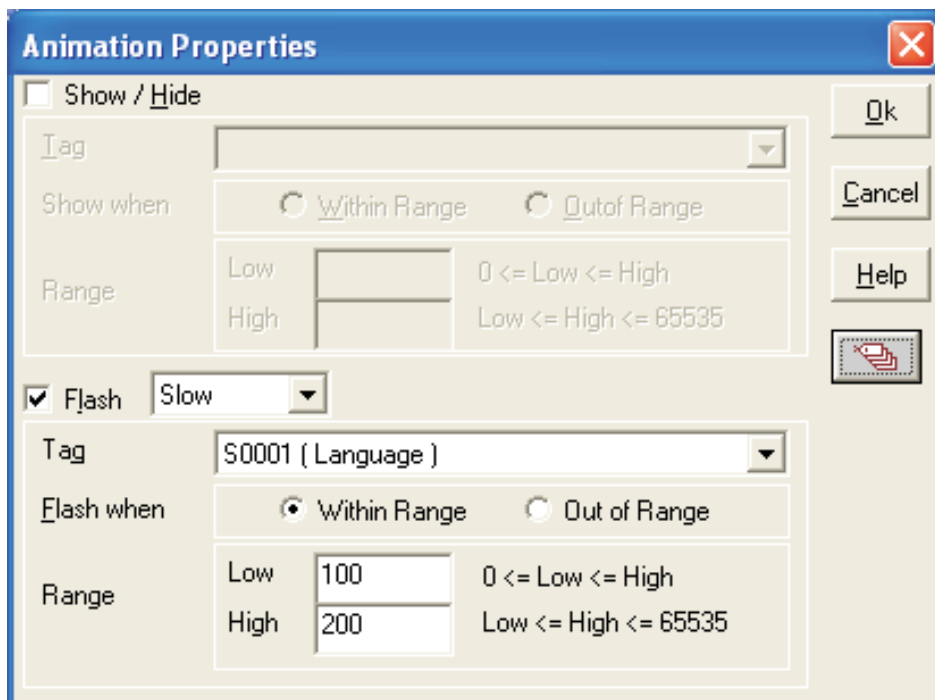 Animation Properties
Show / Hide
Ok
Tag
Cancel
Show when Within Range Outof Range
Help
Range
Low 0 <= Low <= High
High Low <= High <= 65535
Flash Slow
Tag S0001 ( Language )
Flash when Within Range Out of Range
Range
Low 100 0 <= Low <= High
High 200 Low <= High <= 65535